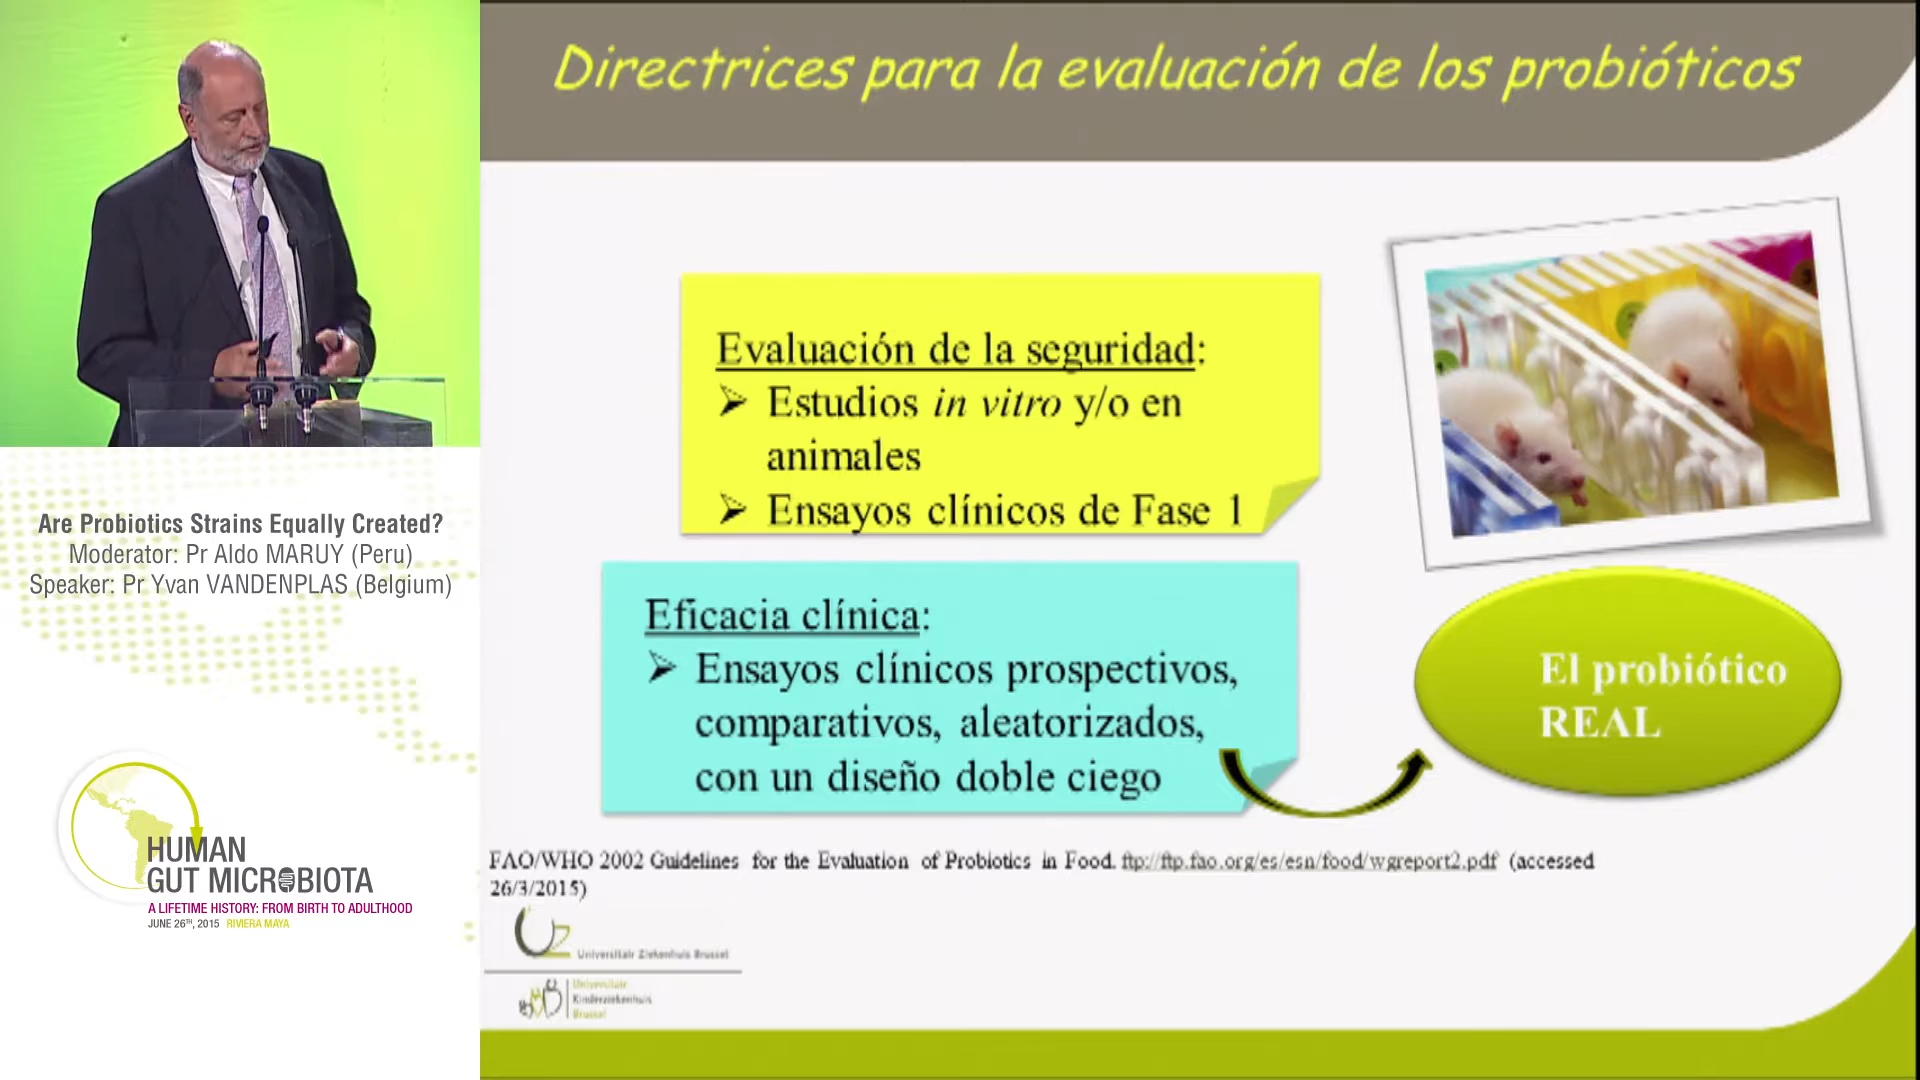 Directrices para la evaluación de los probióticos
Evaluación de la seguridad:
➢ Estudios in vitro y/o en
animales
➢ Ensayos clínicos de Fase 1
Eficacia clínica:
➢ Ensayos clínicos prospectivos,
comparativos, aleatorizados,
con un diseño doble ciego
El probiótico
REAL
FAO/WHO 2002 Guidelines for the Evaluation of Probiotics in Food. ftp://ftp.fao.org/es/esn/food/wgreport2.pdf (accessed
26/3/2015)
UZ
Universitair Ziekenhuis Brussel
Universitair
Kinderziekenhuis
Brussel
Are Probiotics Strains Equally Created?
Moderator: Pr Aldo MARUY (Peru)
Speaker: Pr Yvan VANDENPLAS (Belgium)
HUMAN
GUT MICROBIOTA
A LIFETIME HISTORY: FROM BIRTH TO ADULTHOOD
JUNE 26TH, 2015 RIVIERA MAYA